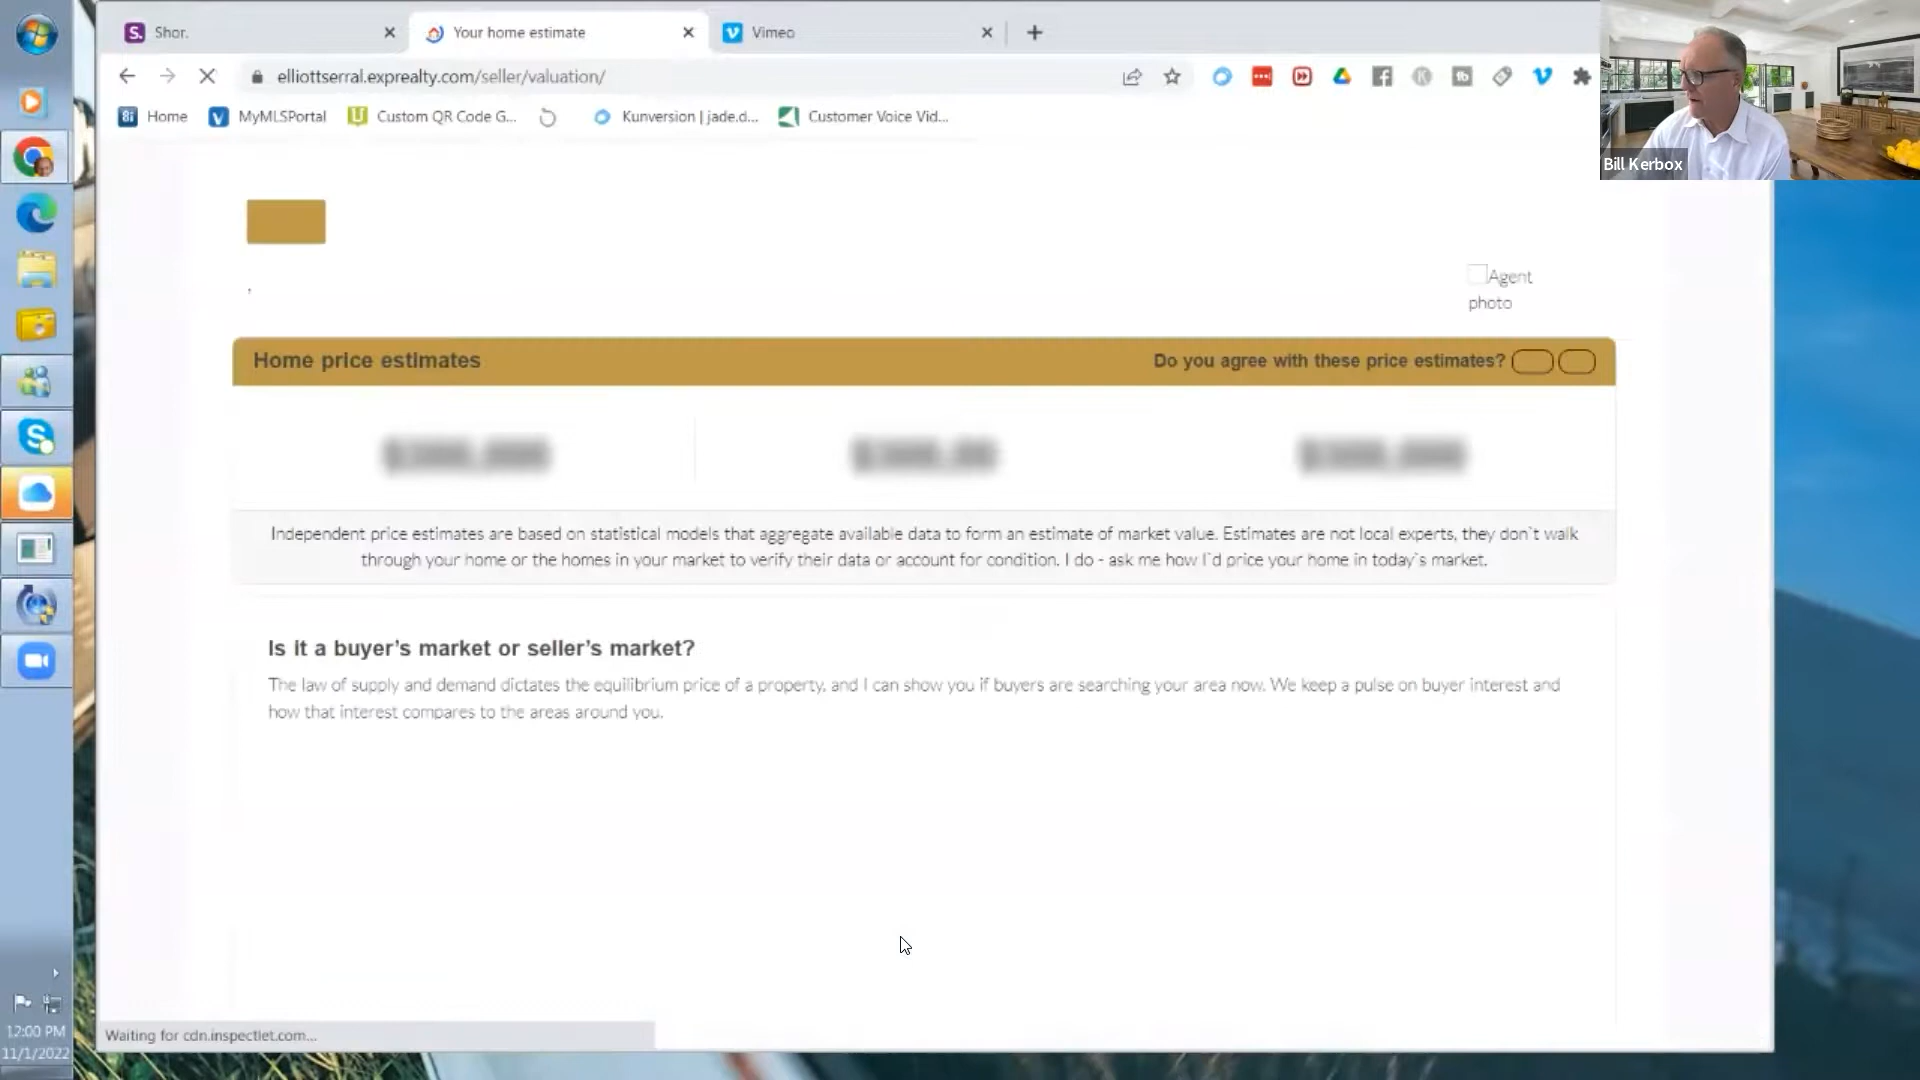 Shor.
Your home estimate
Vimeo
elliottserral.exprealty.com/seller/valuation/
Home
MyMLSPortal
Custom QR Code G...
Kunversion | jade.d...
Customer Voice Vid...
Bill Kerbox
,
Agent
photo
Home price estimates
Do you agree with these price estimates?
Independent price estimates are based on statistical models that aggregate available data to form an estimate of market value. Estimates are not local experts, they don`t walk
through your home or the homes in your market to verify their data or account for condition. I do - ask me how I`d price your home in today`s market.
Is it a buyer’s market or seller’s market?
The law of supply and demand dictates the equilibrium price of a property, and I can show you if buyers are searching your area now. We keep a pulse on buyer interest and
how that interest compares to the areas around you.
Waiting for cdn.inspectlet.com...
12:00 PM
11/1/2022